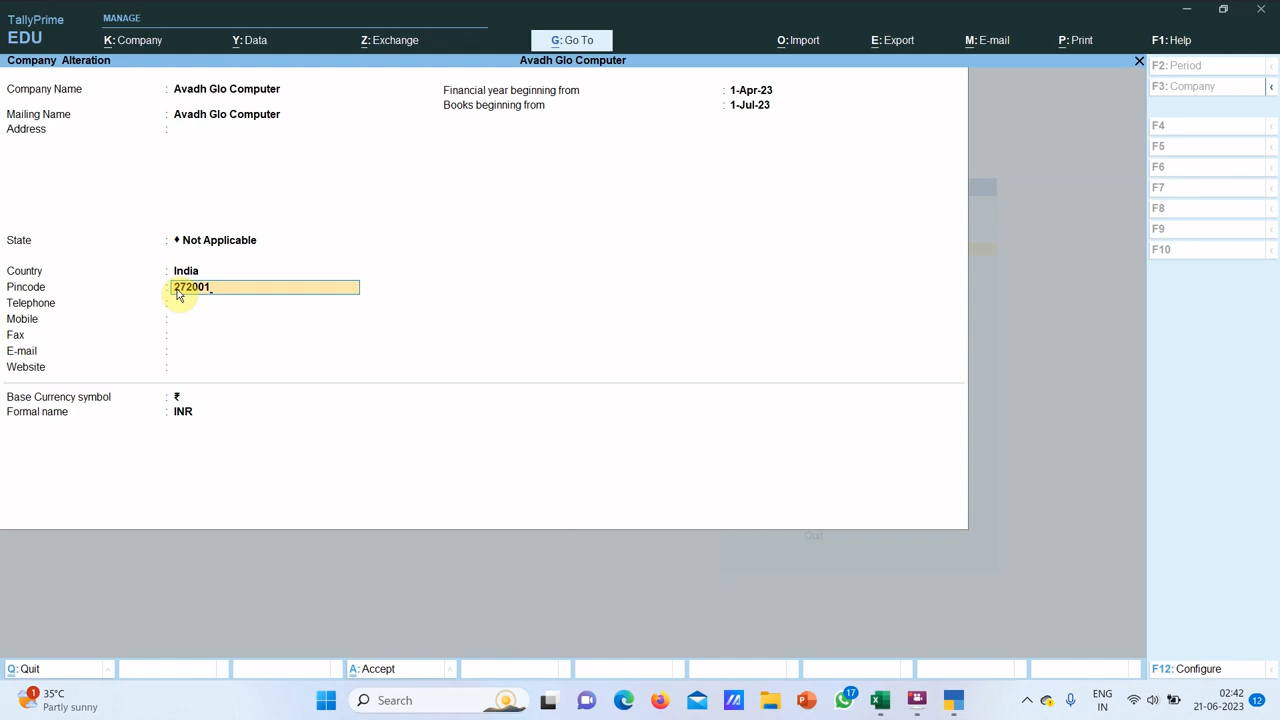 TallyPrime
EDU
MANAGE
K: Company
Y: Data
Z: Exchange
G: Go To
O: Import
E: Export
M: E-mail
P: Print
F1: Help
Company Alteration
Avadh Glo Computer
Company Name : Avadh Glo Computer
Mailing Name : Avadh Glo Computer
Address :
Financial year beginning from : 1-Apr-23
Books beginning from : 1-Jul-23
State : ♦ Not Applicable
Country : India
Pincode : 272001
Telephone :
Mobile :
Fax :
E-mail :
Website :
Base Currency symbol : ₹
Formal name : INR
Quit
F2: Period
F3: Company
F4
F5
F6
F7
F8
F9
F10
Q: Quit
A: Accept
F12: Configure
1
35°C
Partly sunny
Search
17
ENG
IN
02:42
21-06-2023
12